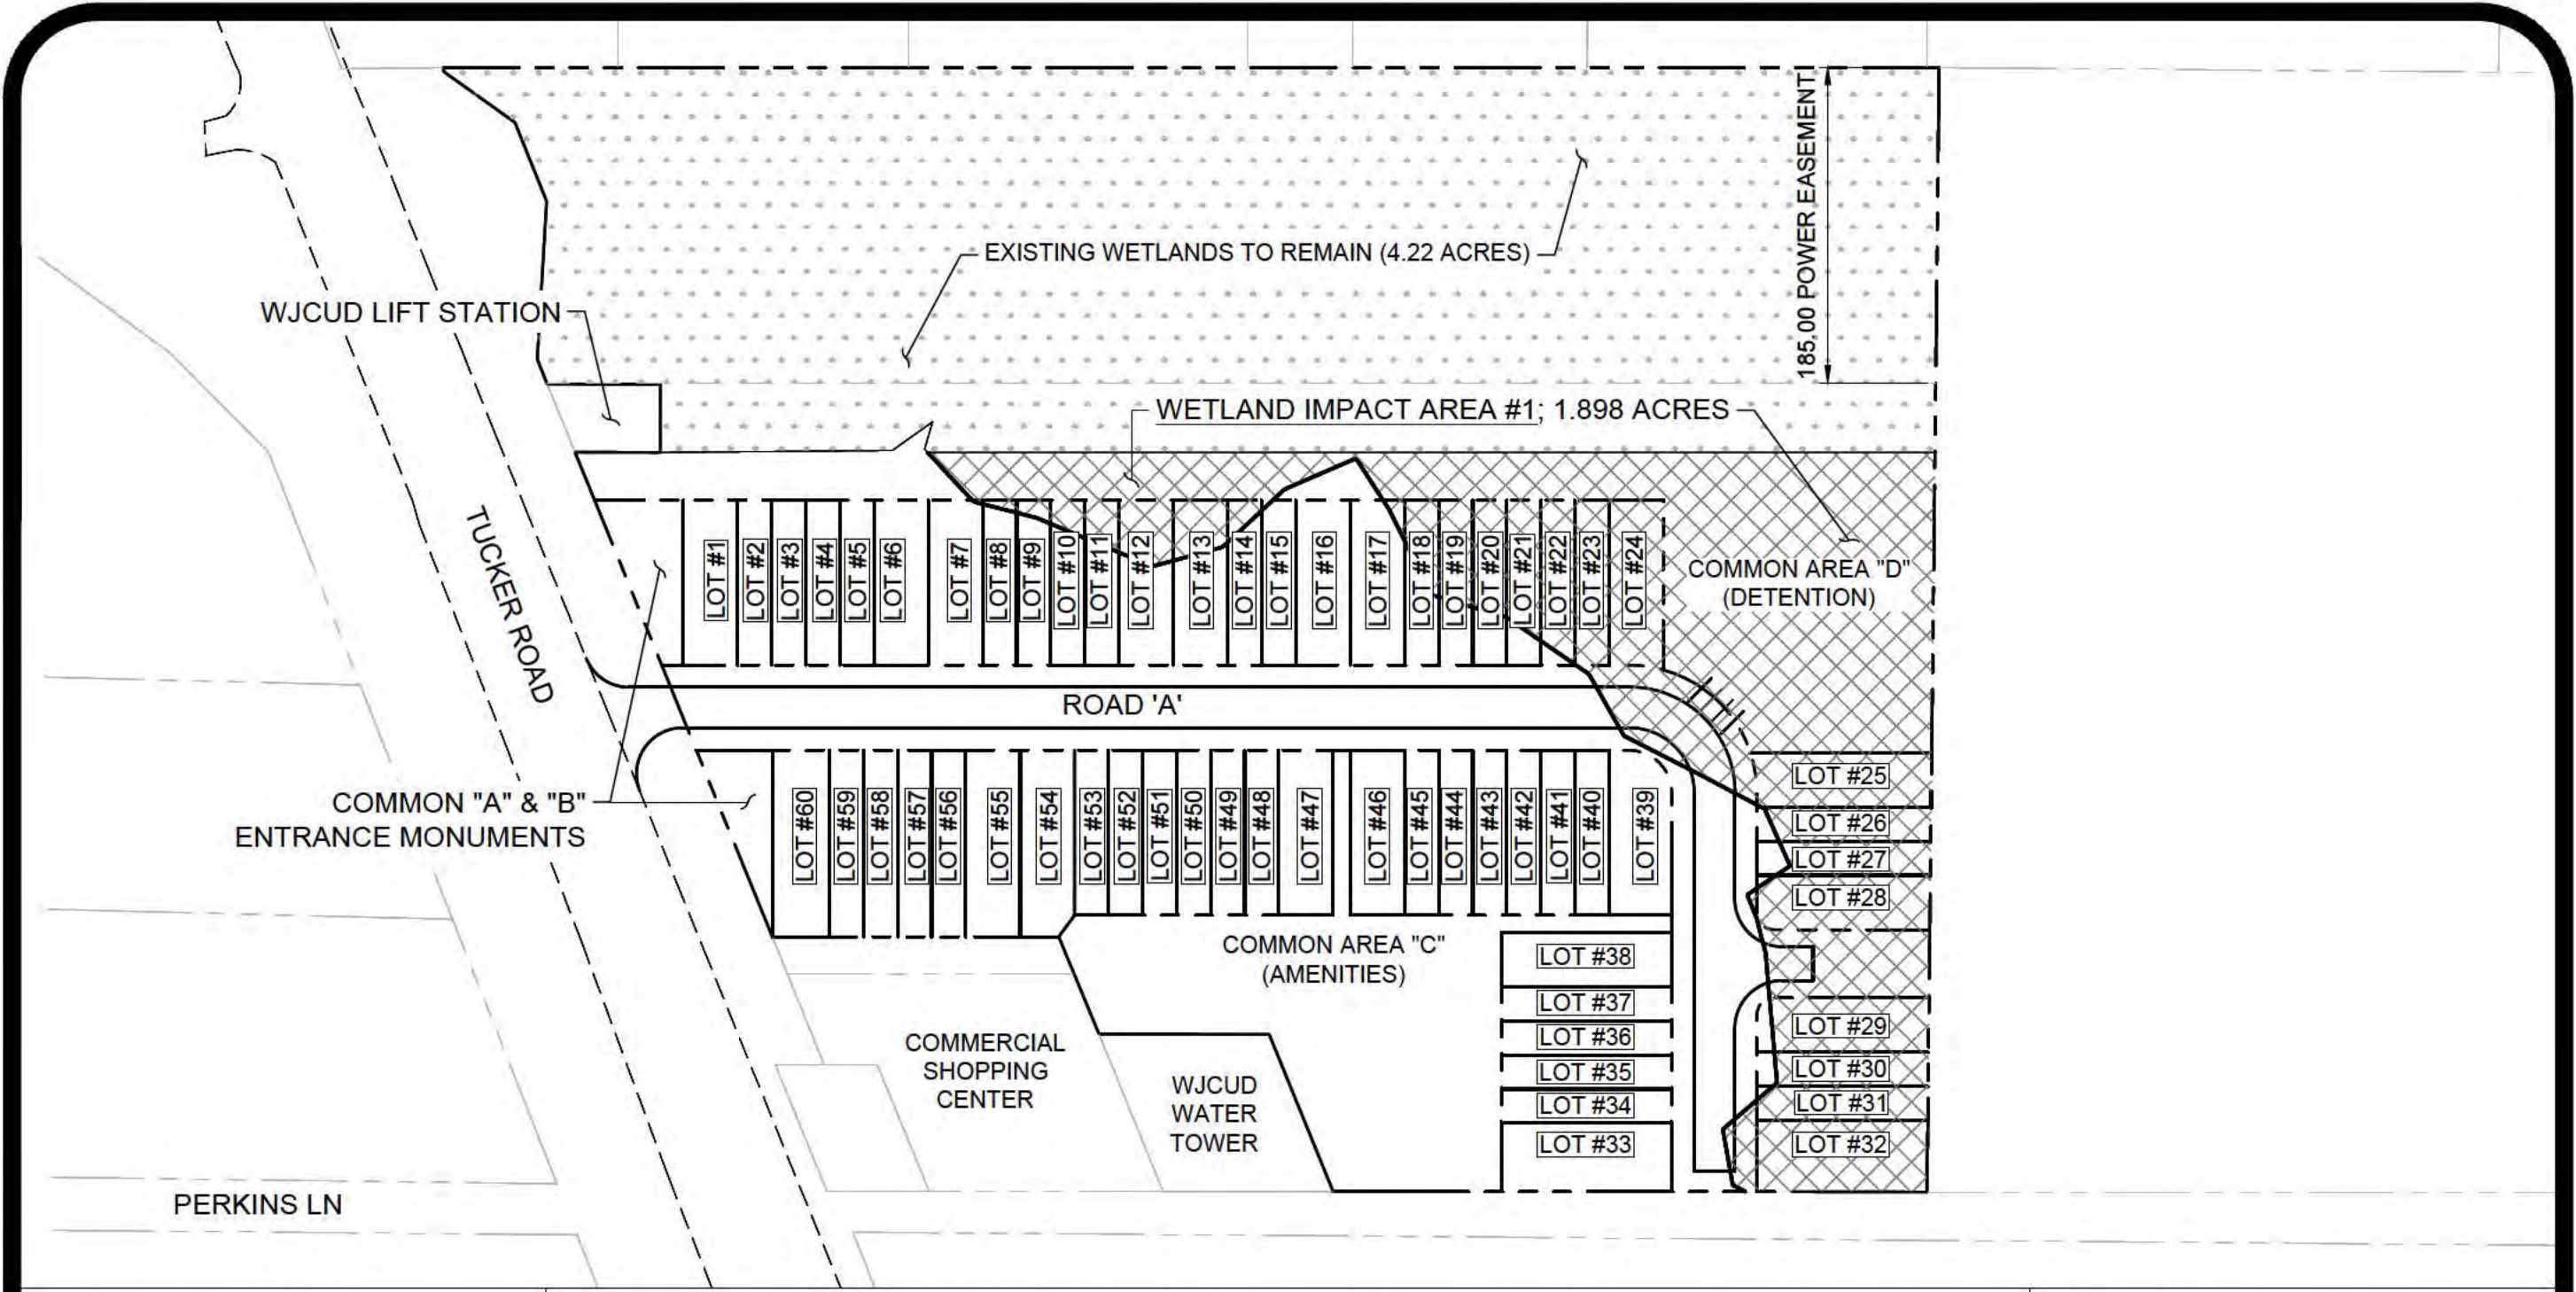 185.00 POWER EASEMENT
EXISTING WETLANDS TO REMAIN (4.22 ACRES)
WJCUD LIFT STATION
WETLAND IMPACT AREA #1; 1.898 ACRES
TUCKER ROAD
LOT #1
LOT #2
LOT #3
LOT #4
LOT #5
LOT #6
LOT #7
LOT #8
LOT #9
LOT #10
LOT #11
LOT #12
LOT #13
LOT #14
LOT #15
LOT #16
LOT #17
LOT #18
LOT #19
LOT #20
LOT #21
LOT #22
LOT #23
LOT #24
COMMON AREA "D"
(DETENTION)
ROAD 'A'
COMMON "A" & "B"
ENTRANCE MONUMENTS
LOT #60
LOT #59
LOT #58
LOT #57
LOT #56
LOT #55
LOT #54
LOT #53
LOT #52
LOT #51
LOT #50
LOT #49
LOT #48
LOT #47
LOT #46
LOT #45
LOT #44
LOT #43
LOT #42
LOT #41
LOT #40
LOT #39
LOT #25
LOT #26
LOT #27
LOT #28
COMMON AREA "C"
(AMENITIES)
LOT #38
LOT #37
LOT #36
LOT #35
LOT #34
LOT #33
LOT #29
LOT #30
LOT #31
LOT #32
COMMERCIAL
SHOPPING
CENTER
WJCUD
WATER
TOWER
PERKINS LN